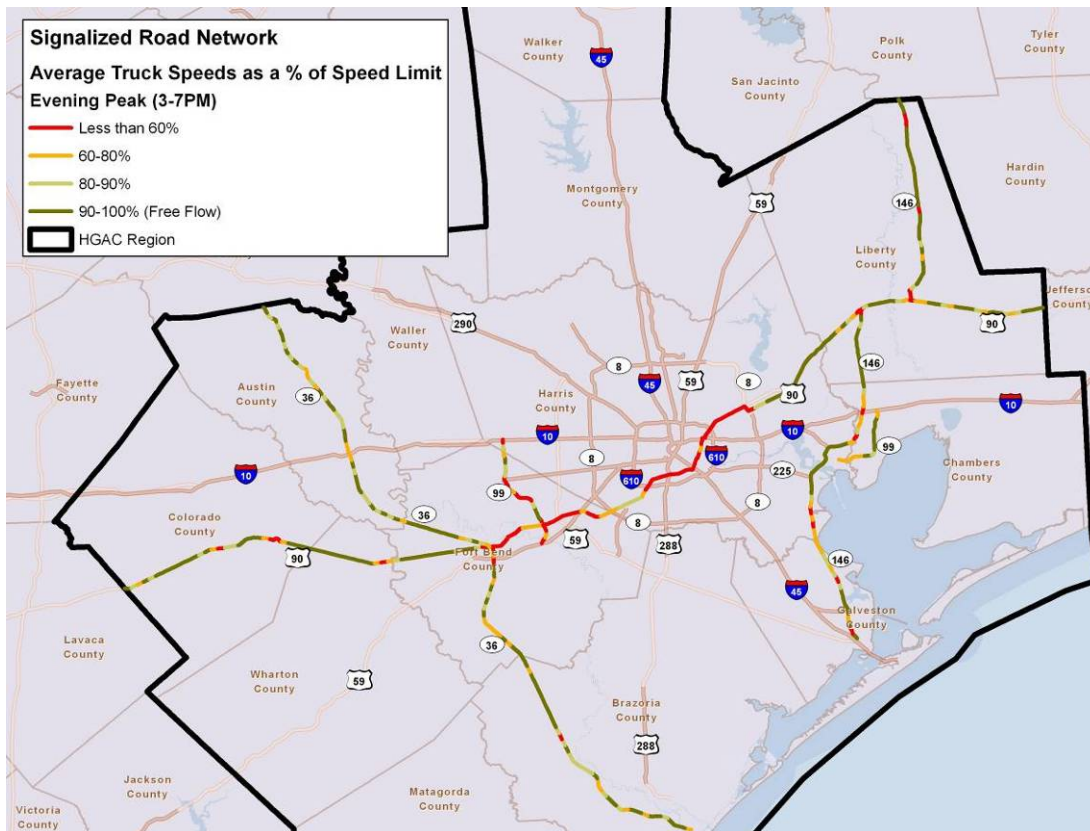 Signalized Road Network
Average Truck Speeds as a % of Speed Limit
Evening Peak (3-7PM)
Less than 60%
60-80%
80-90%
90-100% (Free Flow)
HGAC Region
Walker
County
45
Polk
County
Tyler
County
San Jacinto
County
Hardin
County
Montgomery
County
59
146
Liberty
County
Jefferson
County
290
Waller
County
90
Fayette
County
Austin
County
36
8
45
59
8
90
146
Harris
County
10
10
10
99
Chambers
County
10
99
8
610
610
225
8
Colorado
County
36
90
Fort Bend
County
59
8
288
146
45
Galveston
County
Lavaca
County
36
Wharton
County
59
Brazoria
County
288
Jackson
County
Matagorda
County
Victoria
County